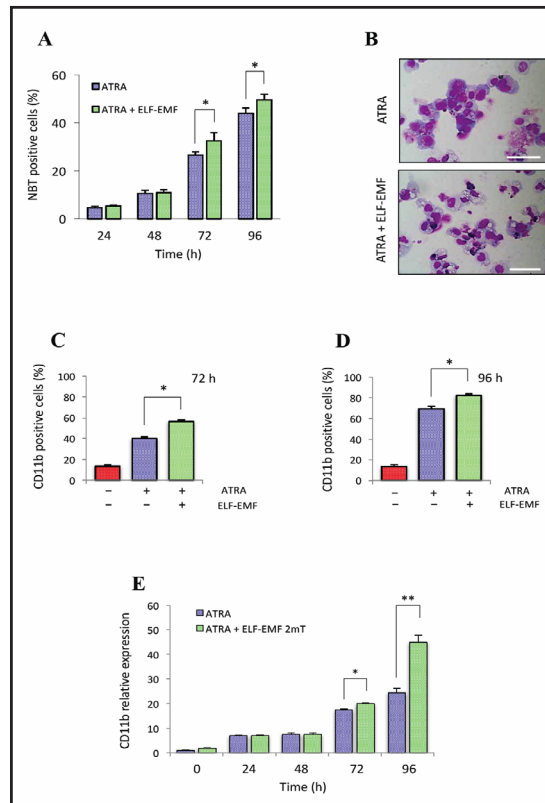 A
NBT positive cells (%)
60
40
20
0
ATRA
ATRA + ELF-EMF
*
*
24 48 72 96
Time (h)
B
ATRA
ATRA + ELF-EMF
C
72 h
CD11b positive cells (%)
100
80
60
40
20
0
*
– + + ATRA
– – + ELF-EMF
D
96 h
CD11b positive cells (%)
100
80
60
40
20
0
*
– + + ATRA
– – + ELF-EMF
E
CD11b relative expression
60
50
40
30
20
10
0
ATRA
ATRA + ELF-EMF 2mT
*
**
0 24 48 72 96
Time (h)